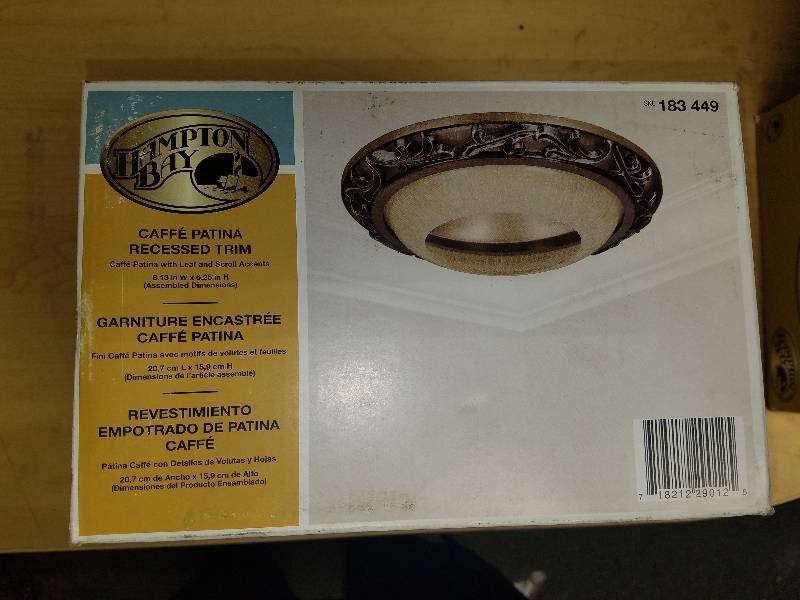 HAMPTON
BAY
CAFFÉ PATINA
RECESSED TRIM
Caffé Patina with Leaf and Scroll Accents
8.13 in W x 6.25 in H
(Assembled Dimensions)
GARNITURE ENCASTRÉE
CAFFÉ PATINA
Fini Caffé Patina avec motifs de volutes et feuilles
20,7 cm L x 15,9 cm H
(Dimensions de l'article assemblé)
REVESTIMIENTO
EMPOTRADO DE PATINA
CAFFÉ
Pátina Caffé con Detalles de Volutas y Hojas
20,7 cm de Ancho x 15,9 cm de Alto
(Dimensiones del Producto Ensamblado)
SKU 183 449
7 18212 29012 5